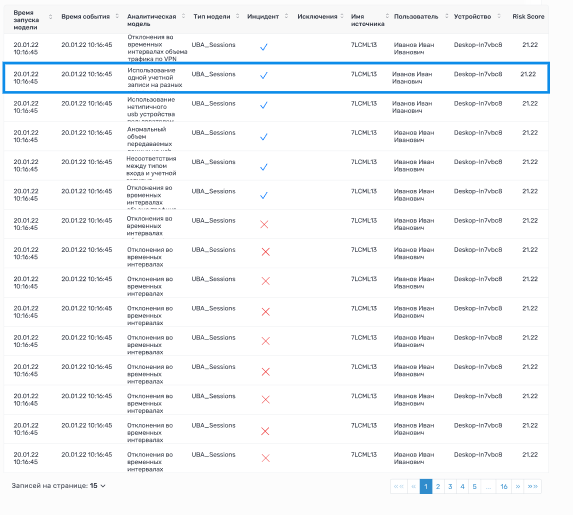 Время запуска модели Время события Аналитическая модель Тип модели Инцидент Исключения Имя источника Пользователь Устройство Risk Score
20.01.22 10:16:45 20.01.22 10:16:45 Отклонения во временных интервалах объема трафика по VPN UBA_Sessions 7LCML13 Иванов Иван Иванович Deskop-In7vbc8 21.22
20.01.22 10:16:45 20.01.22 10:16:45 Использование одной учетной записи на разных UBA_Sessions 7LCML13 Иванов Иван Иванович Deskop-In7vbc8 21.22
20.01.22 10:16:45 20.01.22 10:16:45 Использование нетипичного usb устройства UBA_Sessions 7LCML13 Иванов Иван Иванович Deskop-In7vbc8 21.22
20.01.22 10:16:45 20.01.22 10:16:45 Аномальный объем передаваемых UBA_Sessions 7LCML13 Иванов Иван Иванович Deskop-In7vbc8 21.22
20.01.22 10:16:45 20.01.22 10:16:45 Несоответствия между типом входа и учетной UBA_Sessions 7LCML13 Иванов Иван Иванович Deskop-In7vbc8 21.22
20.01.22 10:16:45 20.01.22 10:16:45 Отклонения во временных интервалах UBA_Sessions 7LCML13 Иванов Иван Иванович Deskop-In7vbc8 21.22
20.01.22 10:16:45 20.01.22 10:16:45 Отклонения во временных интервалах UBA_Sessions 7LCML13 Иванов Иван Иванович Deskop-In7vbc8 21.22
20.01.22 10:16:45 20.01.22 10:16:45 Отклонения во временных интервалах UBA_Sessions 7LCML13 Иванов Иван Иванович Deskop-In7vbc8 21.22
20.01.22 10:16:45 20.01.22 10:16:45 Отклонения во временных интервалах UBA_Sessions 7LCML13 Иванов Иван Иванович Deskop-In7vbc8 21.22
20.01.22 10:16:45 20.01.22 10:16:45 Отклонения во временных интервалах UBA_Sessions 7LCML13 Иванов Иван Иванович Deskop-In7vbc8 21.22
20.01.22 10:16:45 20.01.22 10:16:45 Отклонения во временных интервалах UBA_Sessions 7LCML13 Иванов Иван Иванович Deskop-In7vbc8 21.22
20.01.22 10:16:45 20.01.22 10:16:45 Отклонения во временных интервалах UBA_Sessions 7LCML13 Иванов Иван Иванович Deskop-In7vbc8 21.22
20.01.22 10:16:45 20.01.22 10:16:45 Отклонения во временных интервалах UBA_Sessions 7LCML13 Иванов Иван Иванович Deskop-In7vbc8 21.22
20.01.22 10:16:45 20.01.22 10:16:45 Отклонения во временных интервалах UBA_Sessions 7LCML13 Иванов Иван Иванович Deskop-In7vbc8 21.22
20.01.22 10:16:45 20.01.22 10:16:45 Отклонения во временных интервалах UBA_Sessions 7LCML13 Иванов Иван Иванович Deskop-In7vbc8 21.22
Записей на странице: 15 «« « 1 2 3 4 5 ... 16 » »»